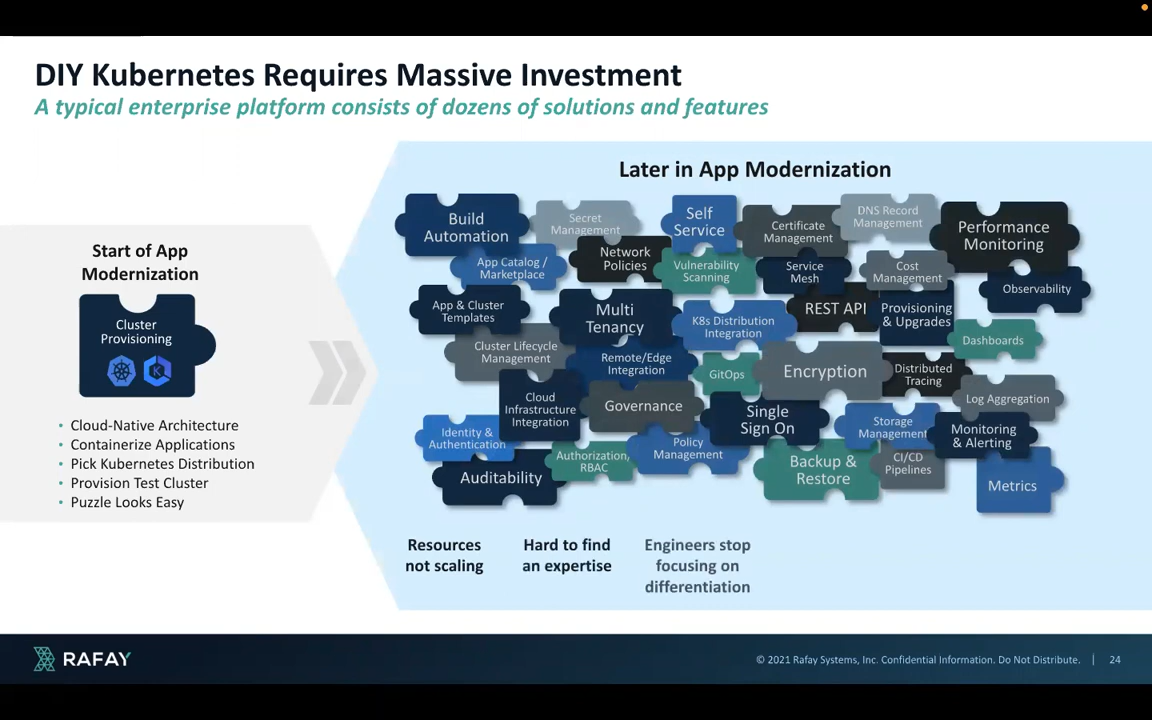 DIY Kubernetes Requires Massive Investment
A typical enterprise platform consists of dozens of solutions and features
Start of App
Modernization
Cluster
Provisioning
K
• Cloud-Native Architecture
• Containerize Applications
• Pick Kubernetes Distribution
• Provision Test Cluster
• Puzzle Looks Easy
Later in App Modernization
Build
Automation
Secret
Management
Self
Service
Certificate
Management
DNS Record
Management
Performance
Monitoring
App Catalog /
Marketplace
Network
Policies
Vulnerability
Scanning
Service
Mesh
Cost
Management
Observability
App & Cluster
Templates
Multi
Tenancy
K8s Distribution
Integration
REST API
Provisioning
& Upgrades
Dashboards
Cluster Lifecycle
Management
Remote/Edge
Integration
GitOps
Encryption
Distributed
Tracing
Log Aggregation
Cloud
Infrastructure
Integration
Governance
Single
Sign On
Storage
Management
Monitoring
& Alerting
Identity &
Authentication
Auditability
Authorization/
RBAC
Policy
Management
Backup &
Restore
CI/CD
Pipelines
Metrics
Resources
not scaling
Hard to find
an expertise
Engineers stop
focusing on
differentiation
RAFAY
© 2021 Rafay Systems, Inc. Confidential Information. Do Not Distribute. | 24